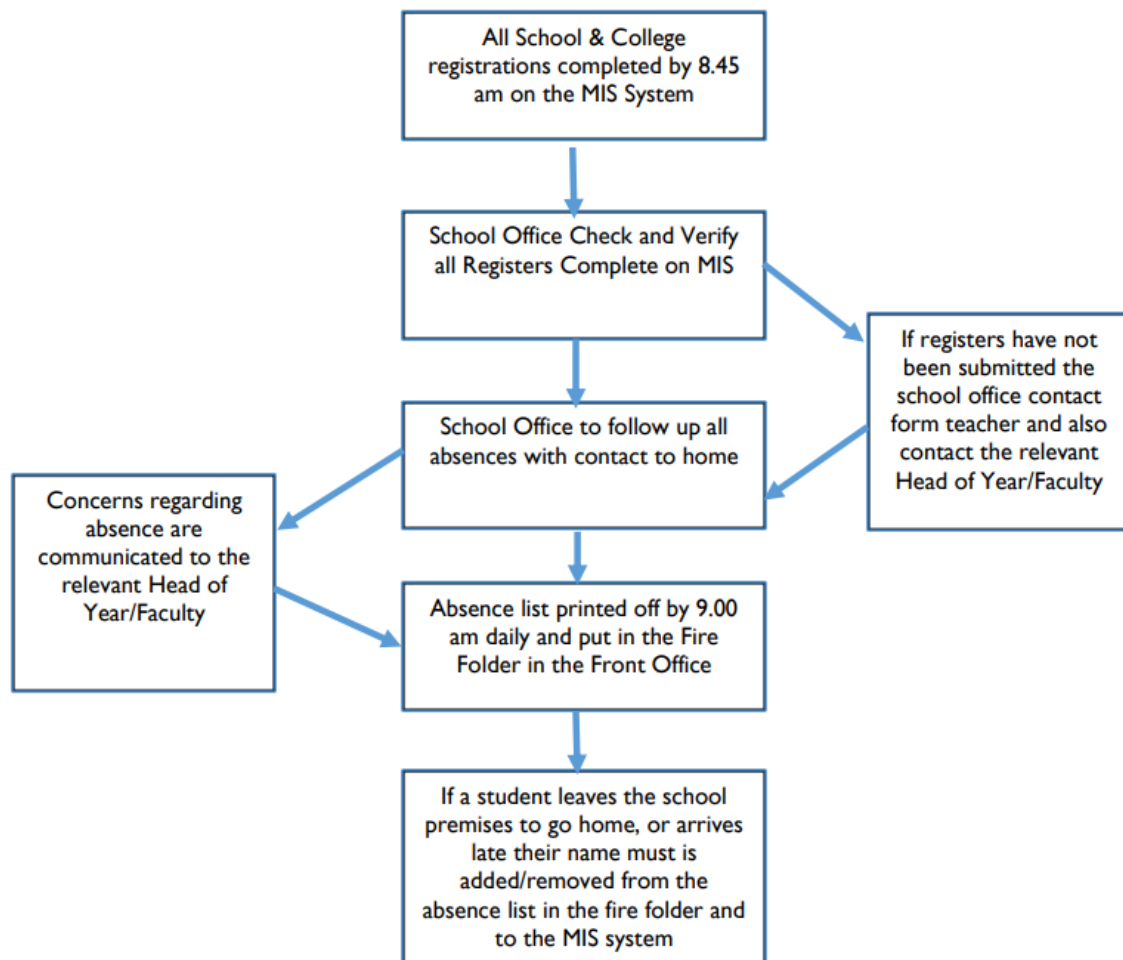 All School & College
registrations completed by 8.45
am on the MIS System
School Office Check and Verify
all Registers Complete on MIS
If registers have not
been submitted the
school office contact
form teacher and also
contact the relevant
Head of Year/Faculty
School Office to follow up all
absences with contact to home
Concerns regarding
absence are
communicated to the
relevant Head of
Year/Faculty
Absence list printed off by 9.00
am daily and put in the Fire
Folder in the Front Office
If a student leaves the school
premises to go home, or arrives
late their name must is
added/removed from the
absence list in the fire folder and
to the MIS system